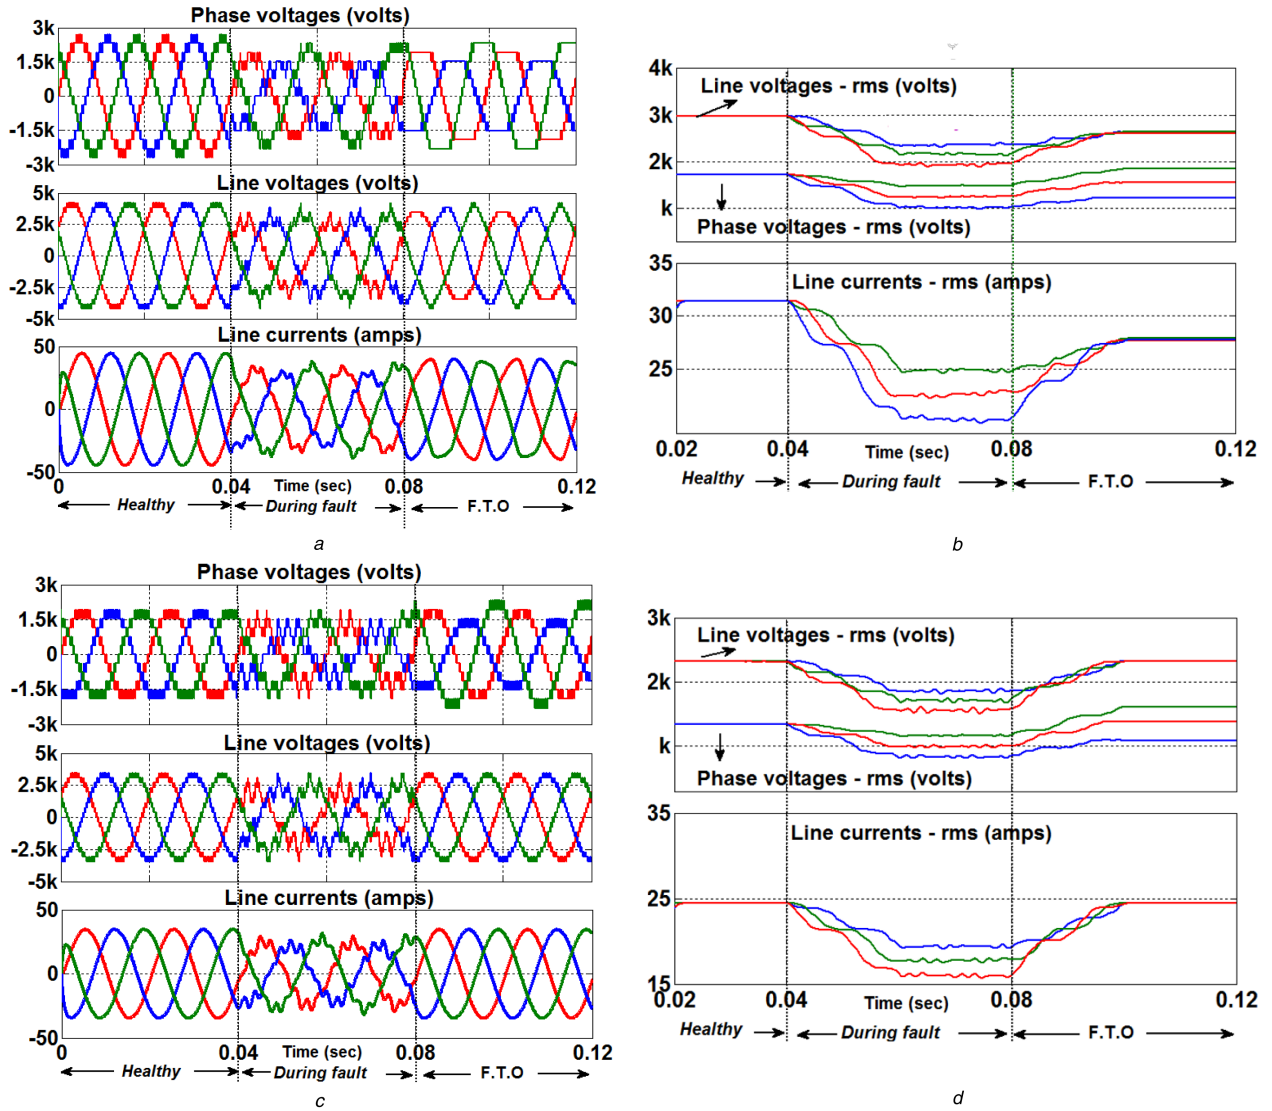 Phase voltages (volts)
3k
1.5k
0
-1.5k
-3k
Line voltages (volts)
5k
2.5k
0
-2.5k
-5k
Line currents (amps)
50
0
-50
0 0.04 Time (sec) 0.08 0.12
Healthy During fault F.T.O
a
4k
Line voltages - rms (volts)
3k
2k
k
Phase voltages - rms (volts)
35
Line currents - rms (amps)
30
25
0.02 0.04 Time (sec) 0.08 0.12
Healthy During fault F.T.O
b
Phase voltages (volts)
3k
1.5k
0
-1.5k
-3k
Line voltages (volts)
5k
2.5k
0
-2.5k
-5k
Line currents (amps)
50
0
-50
0 0.04 Time (sec) 0.08 0.12
Healthy During fault F.T.O
c
3k
Line voltages - rms (volts)
2k
k
Phase voltages - rms (volts)
35
Line currents - rms (amps)
25
15
0.02 0.04 Time (sec) 0.08 0.12
Healthy During fault F.T.O
d